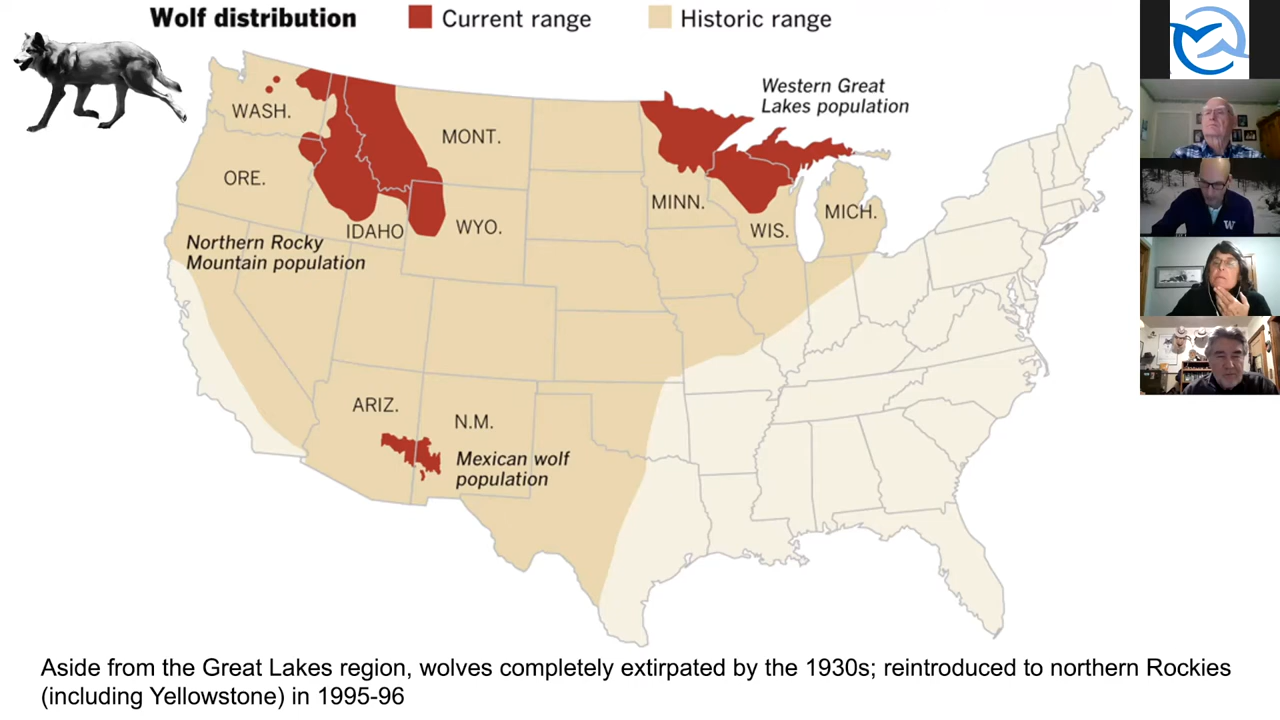 Wolf distribution
Current range
Historic range
Western Great
Lakes population
WASH.
MONT.
ORE.
MINN.
MICH.
IDAHO
WYO.
WIS.
Northern Rocky
Mountain population
ARIZ.
N.M.
Mexican wolf
population
W
Aside from the Great Lakes region, wolves completely extirpated by the 1930s; reintroduced to northern Rockies
(including Yellowstone) in 1995-96